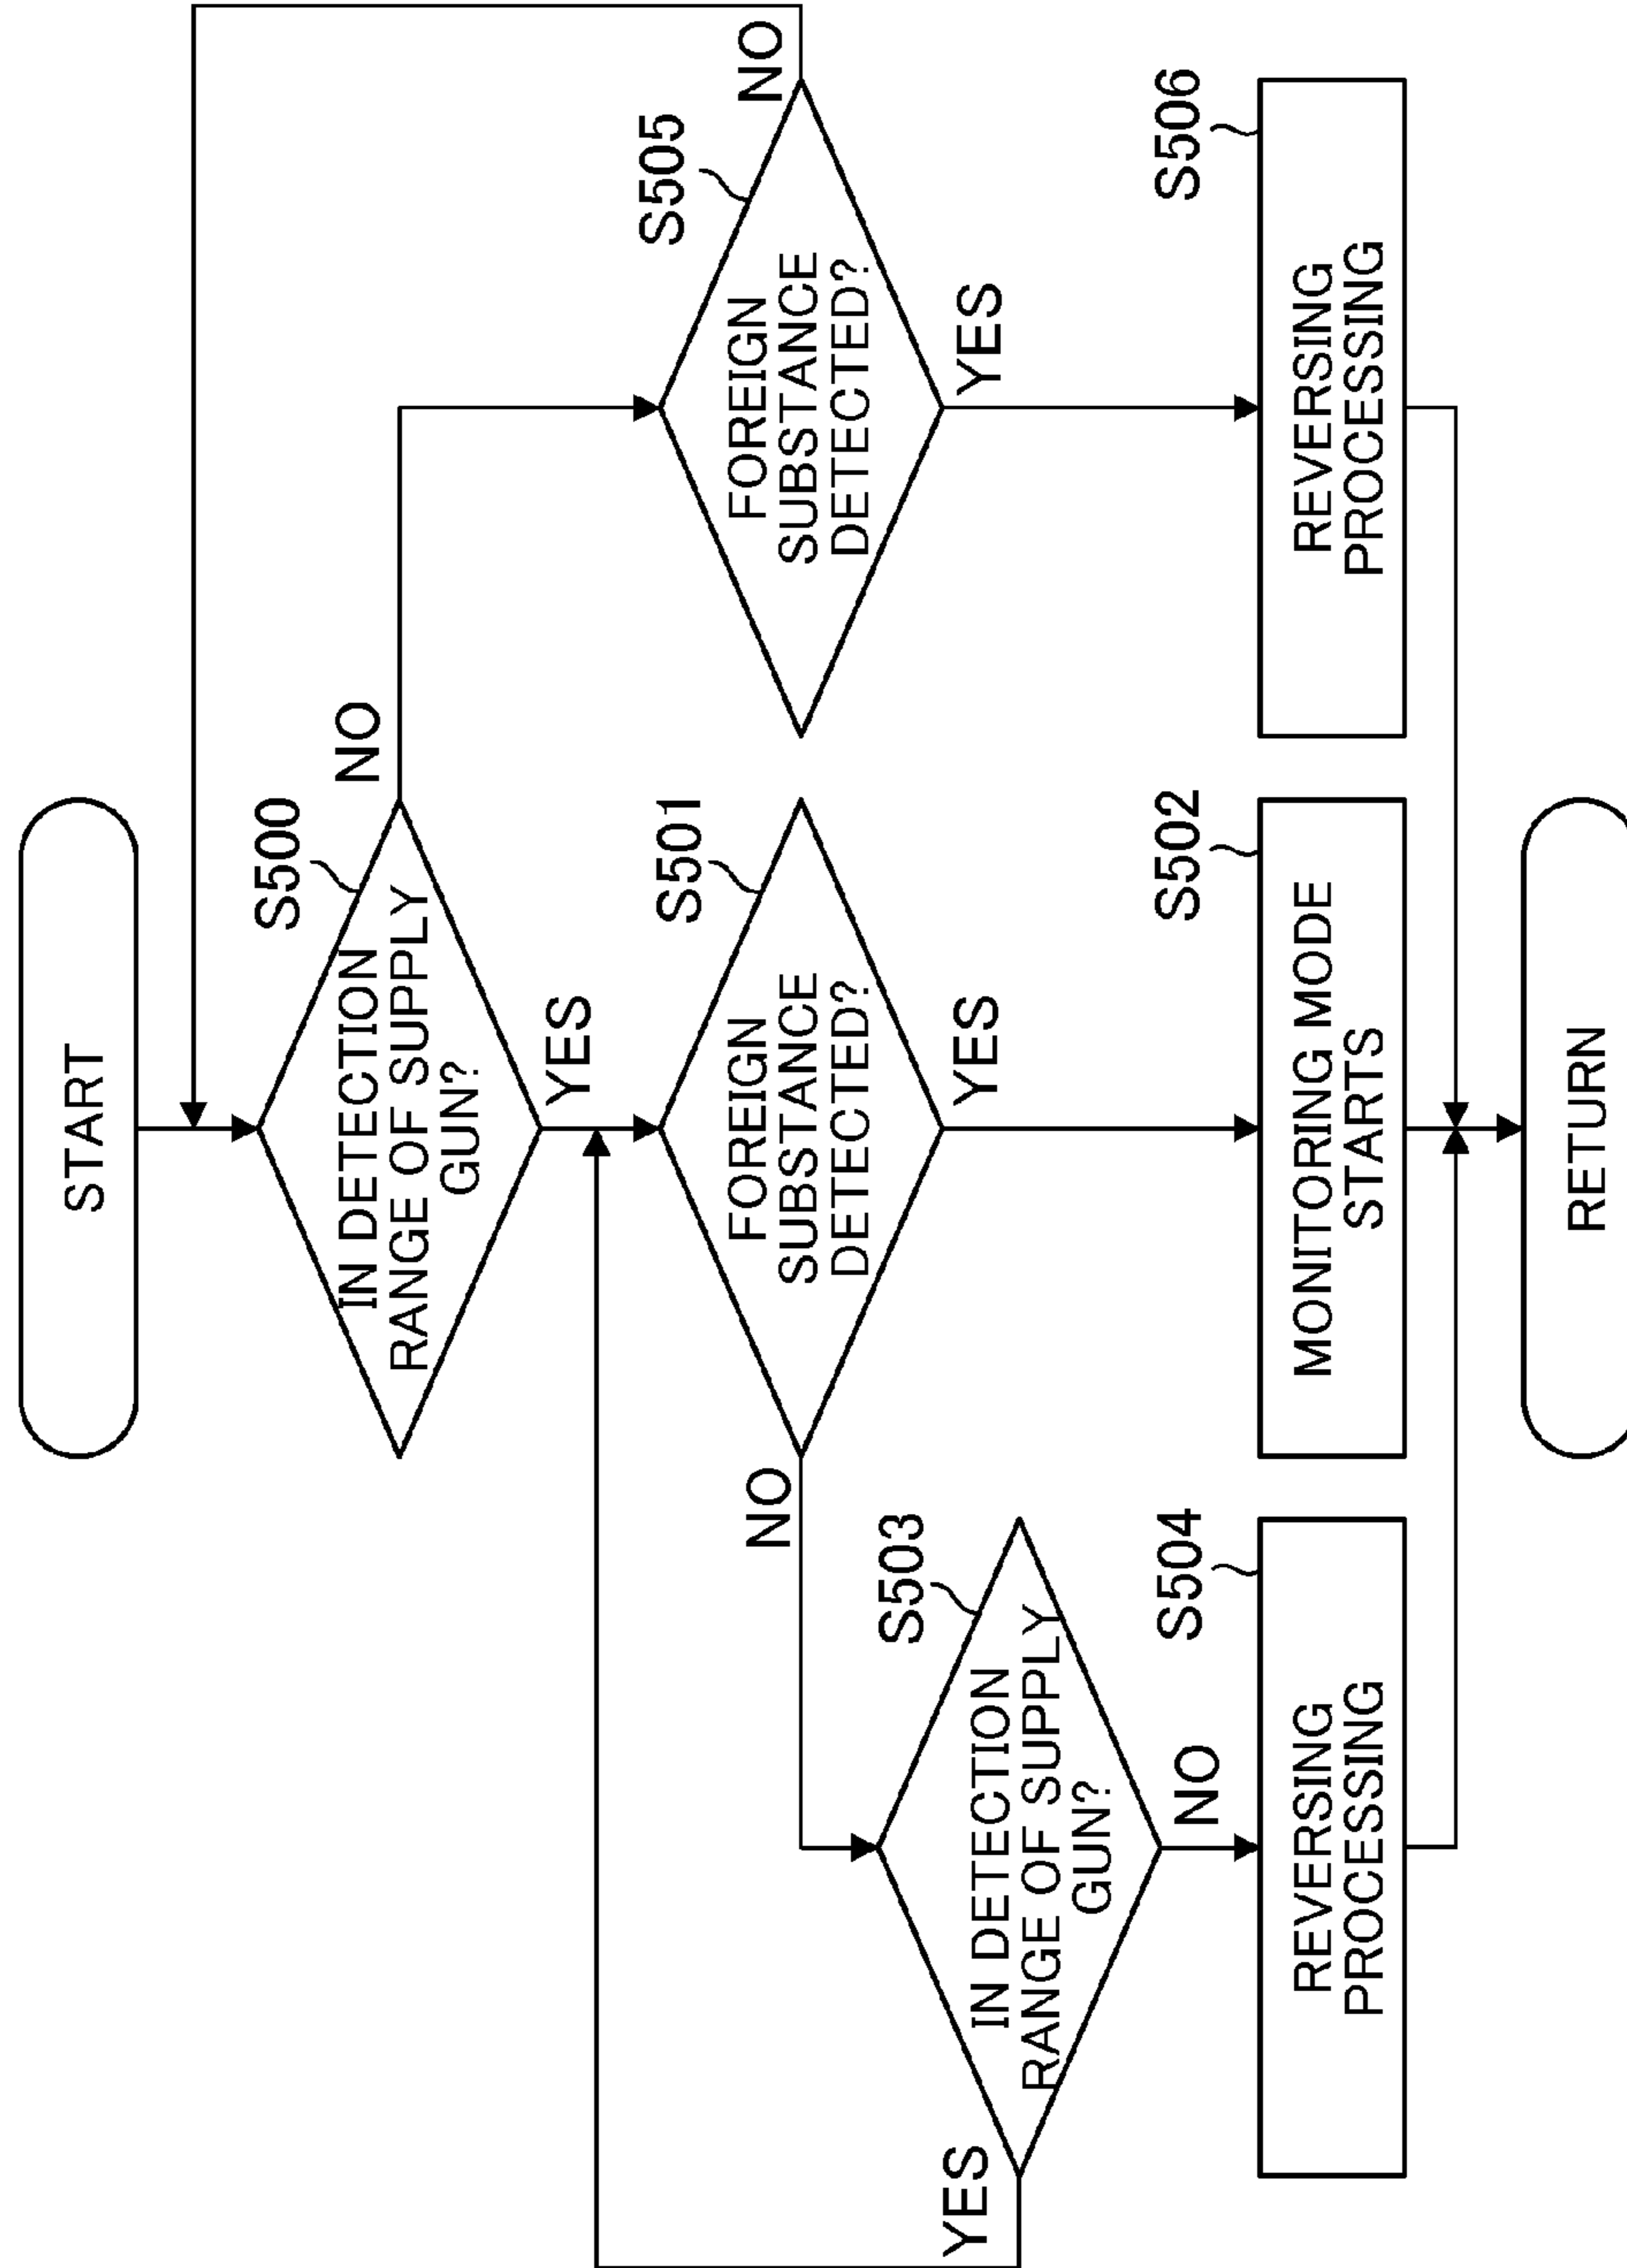 START
S500
IN DETECTION
RANGE OF SUPPLY
GUN?
NO
YES
S501
FOREIGN
SUBSTANCE
DETECTED?
NO
YES
S505
FOREIGN
SUBSTANCE
DETECTED?
NO
YES
S503
IN DETECTION
RANGE OF SUPPLY
GUN?
YES
NO
S504
REVERSING
PROCESSING
S502
MONITORING MODE
STARTS
S506
REVERSING
PROCESSING
RETURN